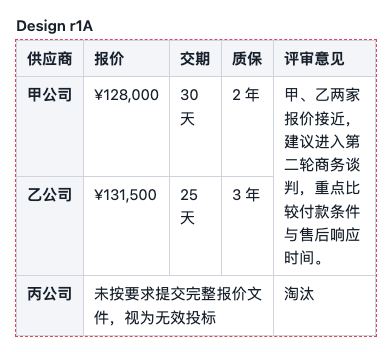 Design r1A
供应商 报价 交期 质保 评审意见
甲公司 ¥128,000 30 天 2 年
甲、乙两家
报价接近，
建议进入第
二轮商务谈
判，重点比
较付款条件
与售后响应
时间。
乙公司 ¥131,500 25 天 3 年
丙公司 未按要求提交完整报价文
件，视为无效投标
淘汰